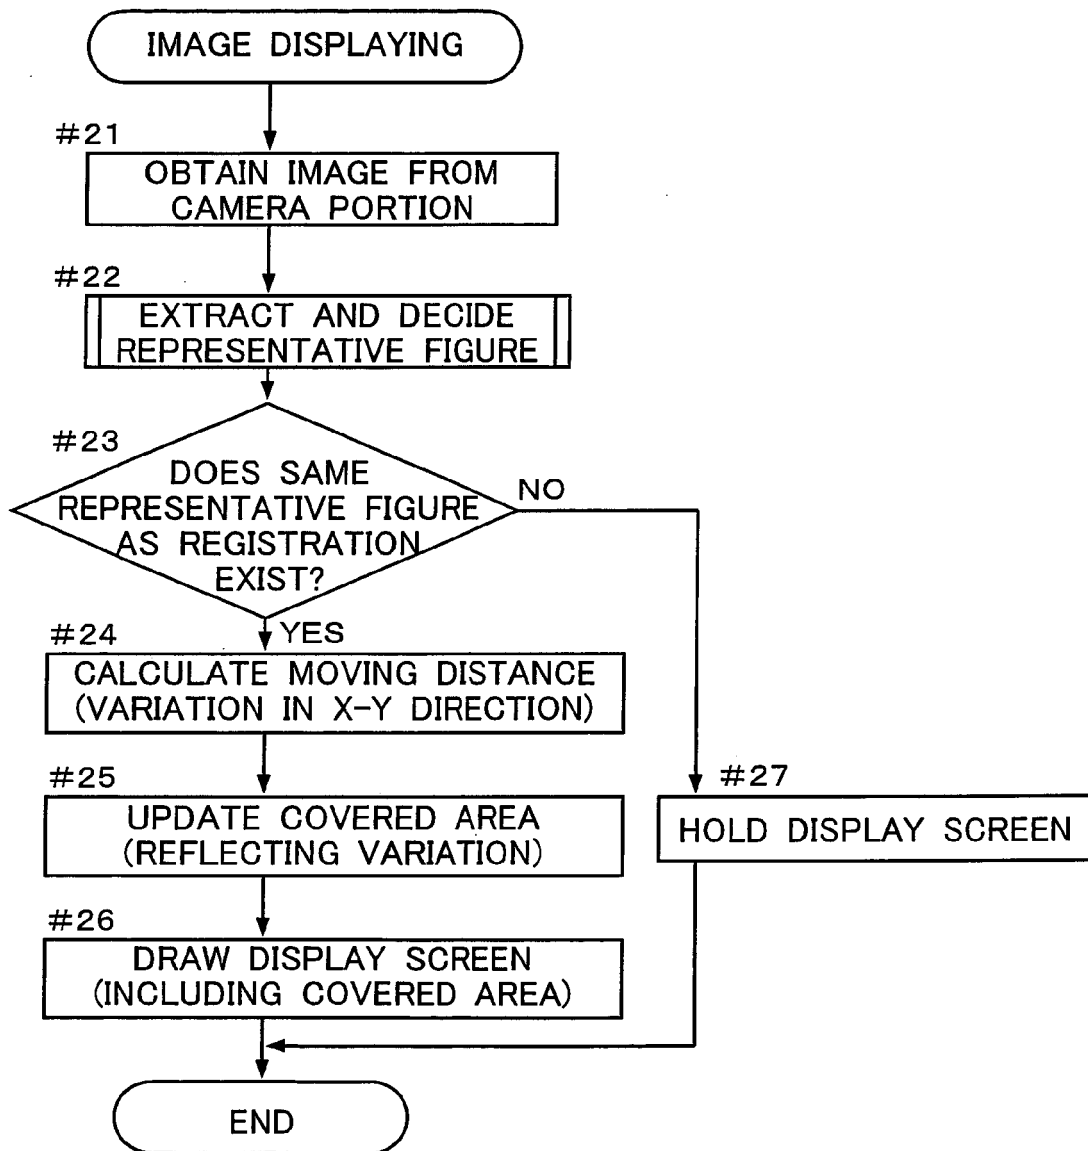 IMAGE DISPLAYING
#21
OBTAIN IMAGE FROM
CAMERA PORTION
#22
EXTRACT AND DECIDE
REPRESENTATIVE FIGURE
#23
DOES SAME
REPRESENTATIVE FIGURE
AS REGISTRATION
EXIST?
NO
YES
#24
CALCULATE MOVING DISTANCE
(VARIATION IN X-Y DIRECTION)
#25
UPDATE COVERED AREA
(REFLECTING VARIATION)
#27
HOLD DISPLAY SCREEN
#26
DRAW DISPLAY SCREEN
(INCLUDING COVERED AREA)
END